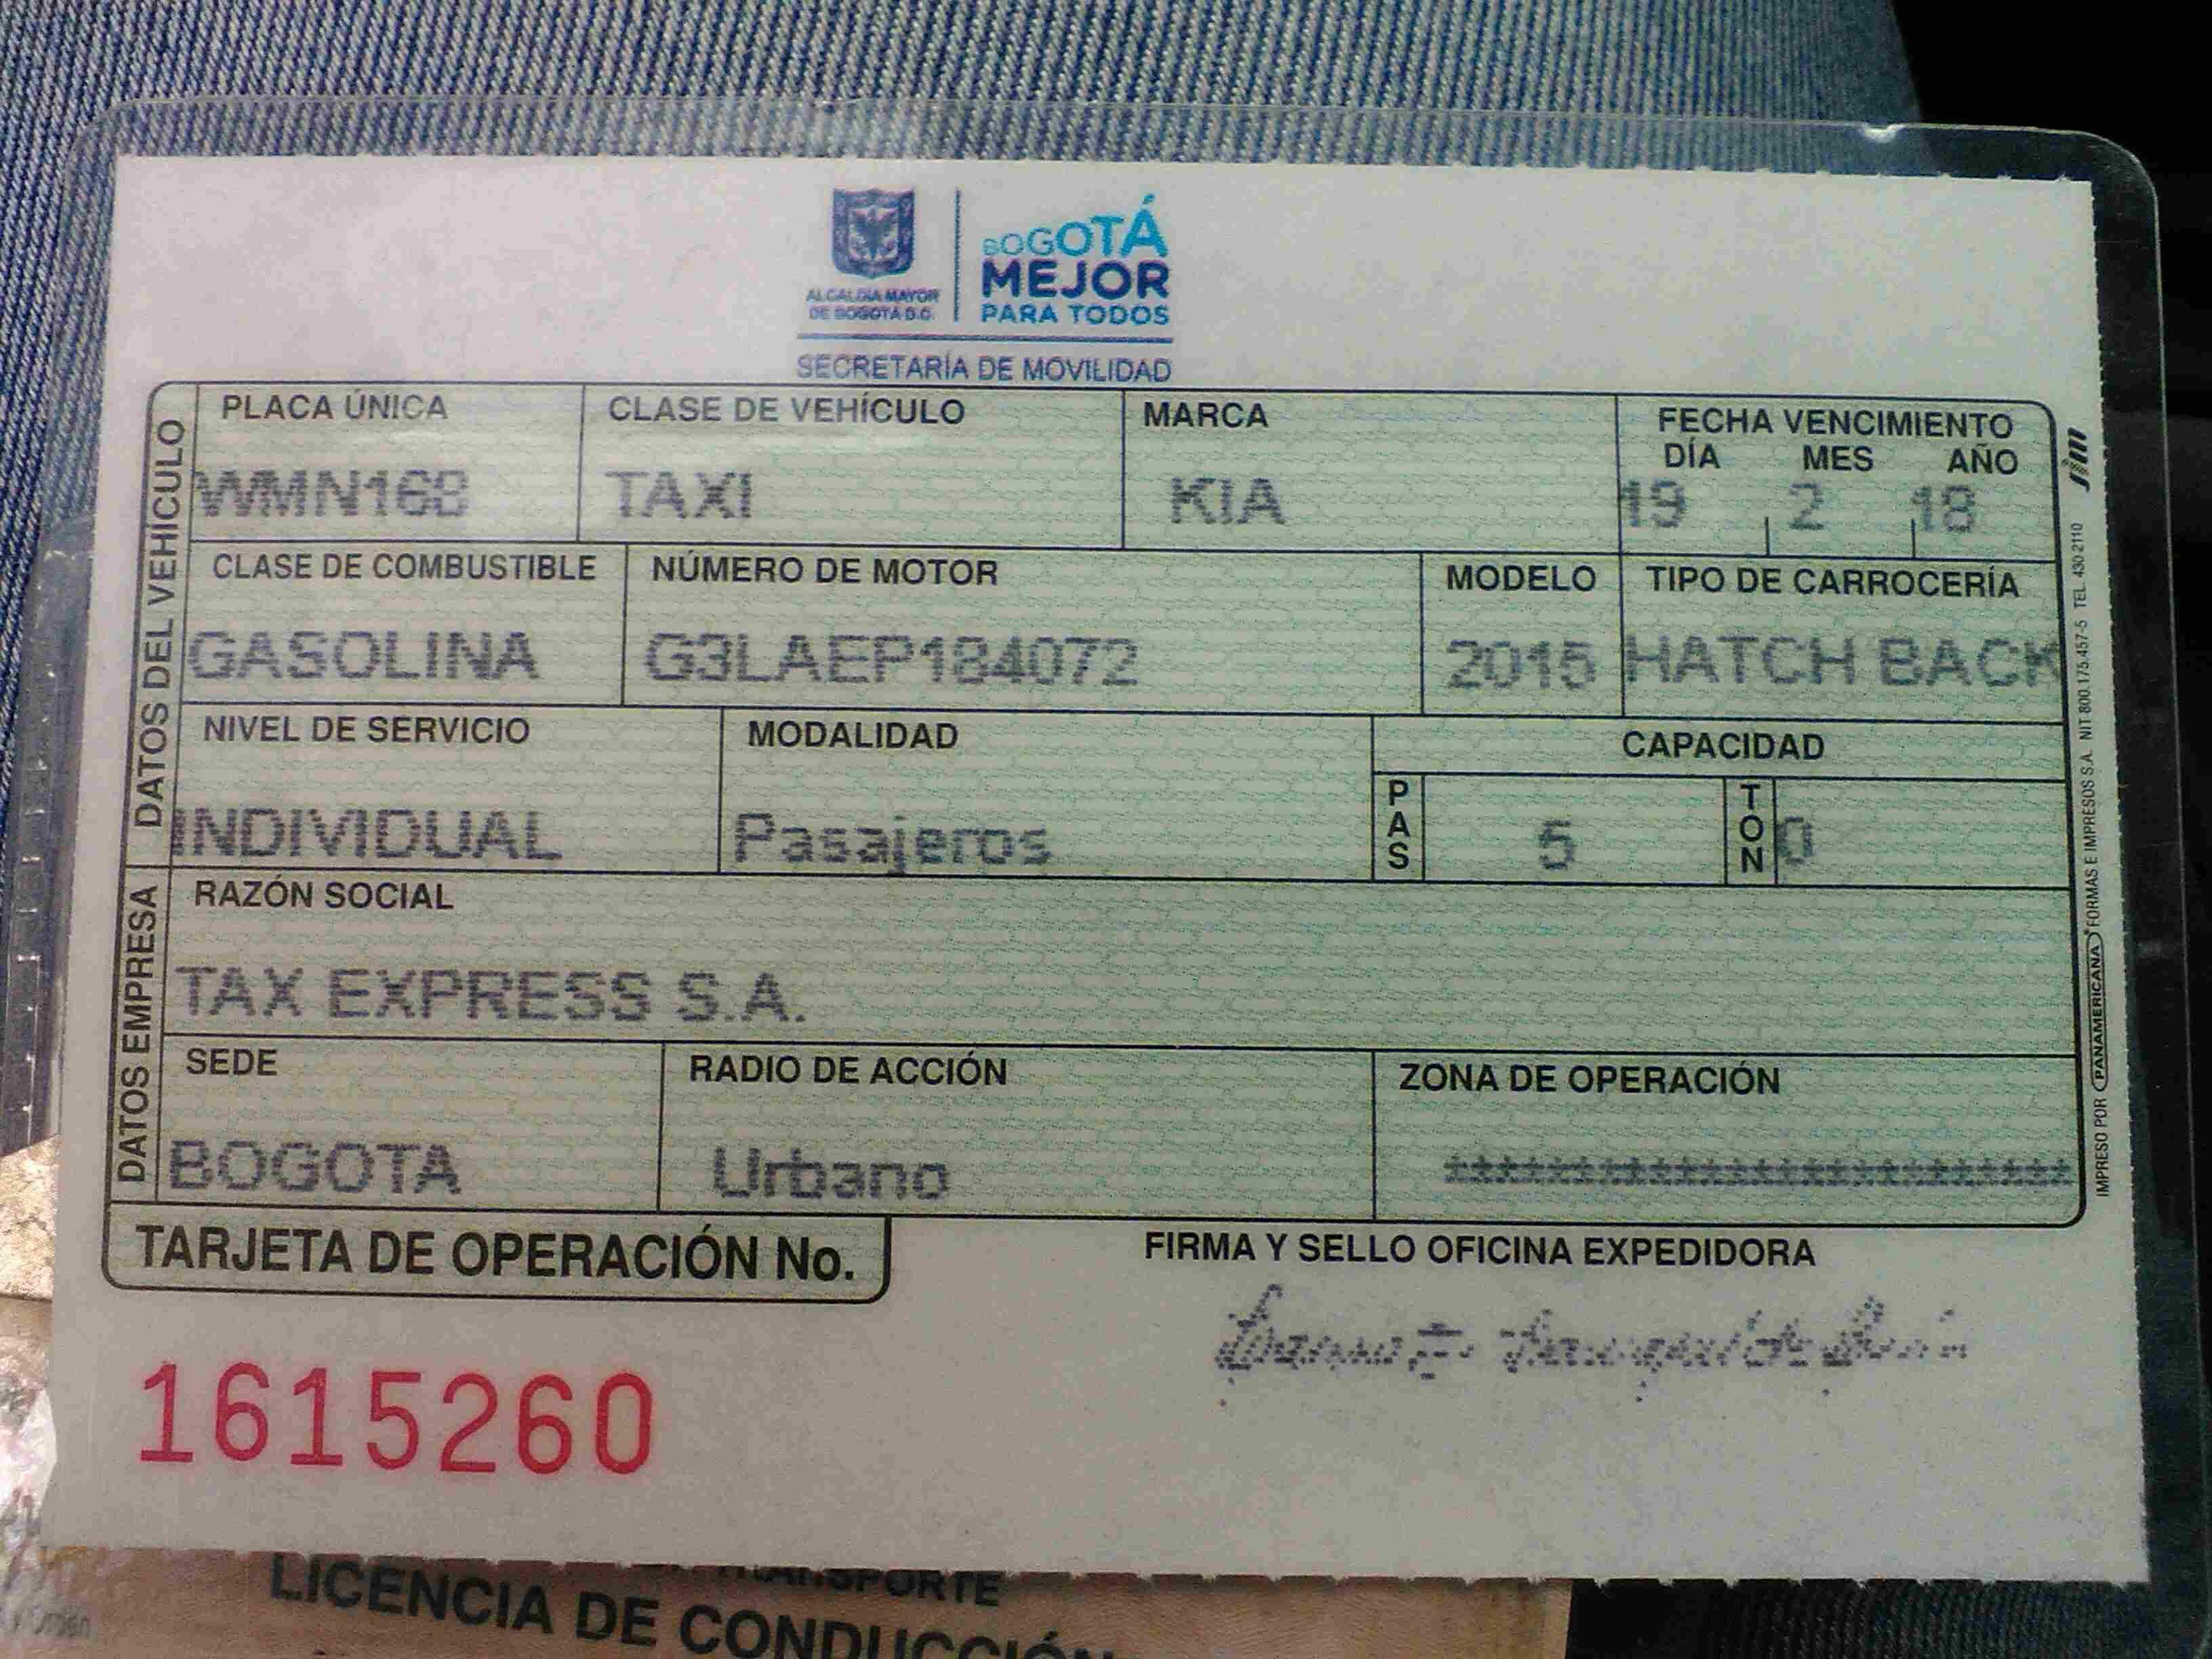 ALCALDÍA MAYOR
DE BOGOTÁ D.C.
BOGOTÁ
MEJOR
PARA TODOS
SECRETARÍA DE MOVILIDAD
DATOS DEL VEHÍCULO
PLACA ÚNICA CLASE DE VEHÍCULO MARCA FECHA VENCIMIENTO
DÍA MES AÑO
WMN168 TAXI KIA 19 2 18
CLASE DE COMBUSTIBLE NÚMERO DE MOTOR MODELO TIPO DE CARROCERÍA
GASOLINA G3LAEP184072 2015 HATCH BACK
NIVEL DE SERVICIO MODALIDAD CAPACIDAD
INDIVIDUAL Pasajeros PAS 5 TON 0
DATOS EMPRESA
RAZÓN SOCIAL
TAX EXPRESS S.A.
SEDE RADIO DE ACCIÓN ZONA DE OPERACIÓN
BOGOTA Urbano *************************
TARJETA DE OPERACIÓN No. FIRMA Y SELLO OFICINA EXPEDIDORA
1615260
IMPRESO POR PANAMERICANA FORMAS E IMPRESOS S.A. NIT 800.175.457-5 TEL. 430 2110
TRANSPORTE
LICENCIA DE CONDUCCIÓN